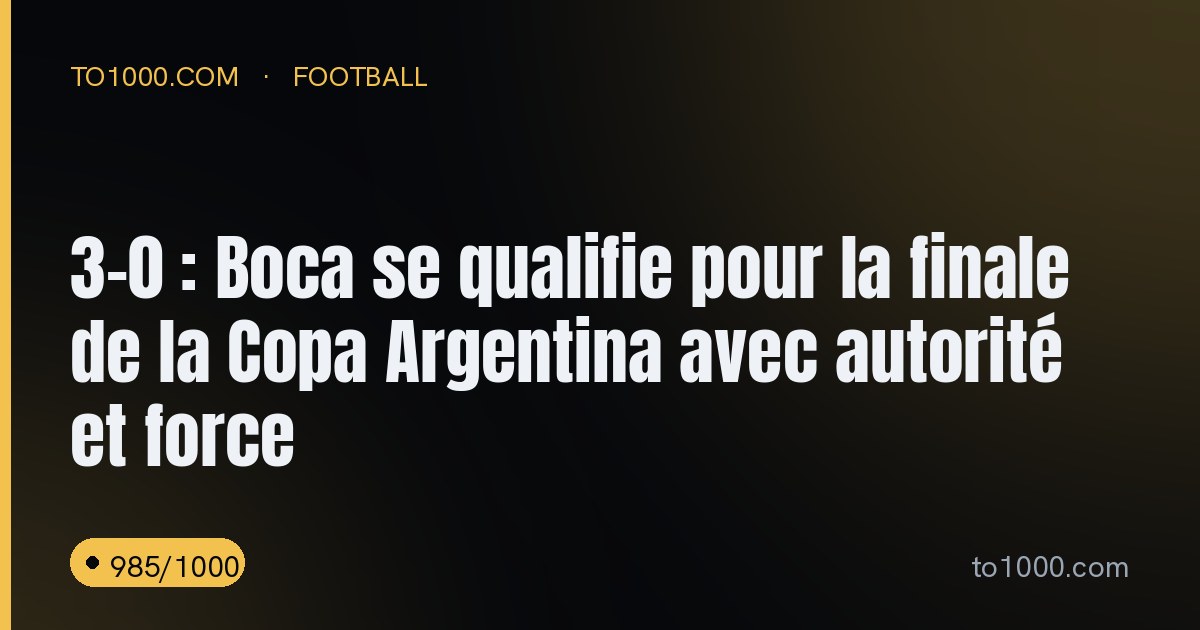 TO1000.COM · FOOTBALL
3-0 : Boca se qualifie pour la finale
de la Copa Argentina avec autorité
et force
985/1000
to1000.com